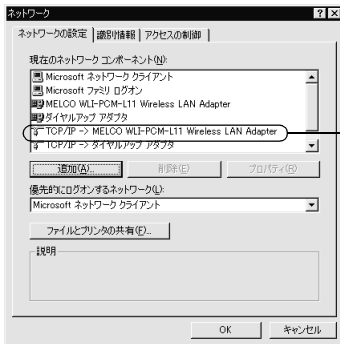 ネットワーク
ネットワークの設定 識別情報 アクセスの制御
現在のネットワーク コンポーネント(N):
Microsoft ネットワーク クライアント
Microsoft ファミリ ログオン
MELCO WLI-PCM-L11 Wireless LAN Adapter
ダイヤルアップ アダプタ
TCP/IP -> MELCO WLI-PCM-L11 Wireless LAN Adapter
TCP/IP -> ダイヤルアップ アダプタ
追加(A)... 削除(E) プロパティ(R)
優先的にログオンするネットワーク(L):
Microsoft ネットワーク クライアント
ファイルとプリンタの共有(F)...
説明
OK キャンセル